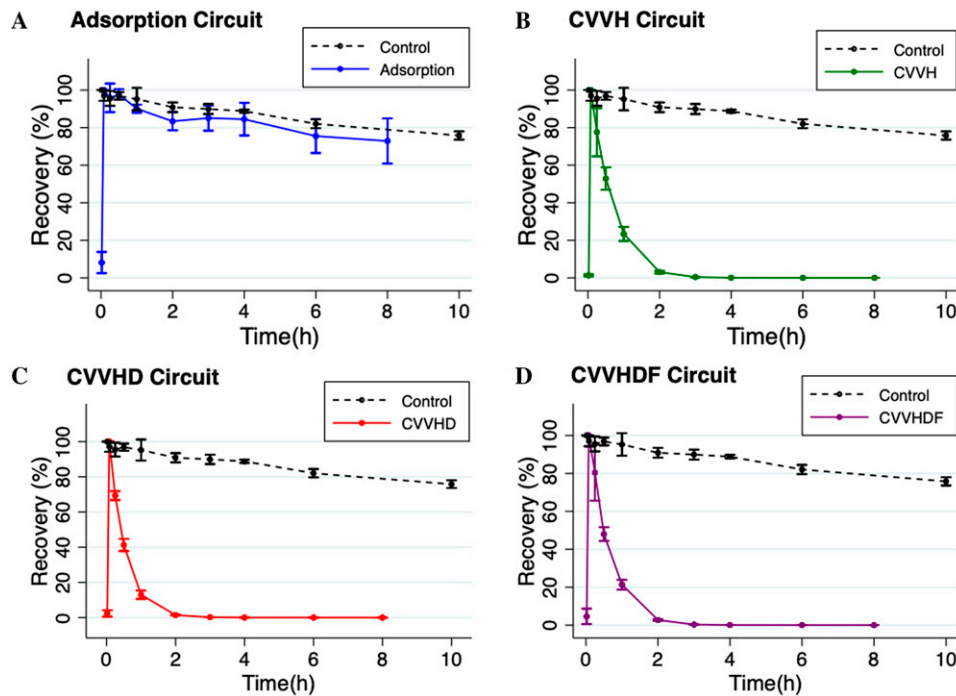 A Adsorption Circuit
Control
Adsorption
Recovery (%)
100
80
60
40
20
0
0 2 4 6 8 10
Time(h)
B CVVH Circuit
Control
CVVH
Recovery (%)
100
80
60
40
20
0
0 2 4 6 8 10
Time(h)
C CVVHD Circuit
Control
CVVHD
Recovery (%)
100
80
60
40
20
0
0 2 4 6 8 10
Time(h)
D CVVHDF Circuit
Control
CVVHDF
Recovery (%)
100
80
60
40
20
0
0 2 4 6 8 10
Time(h)